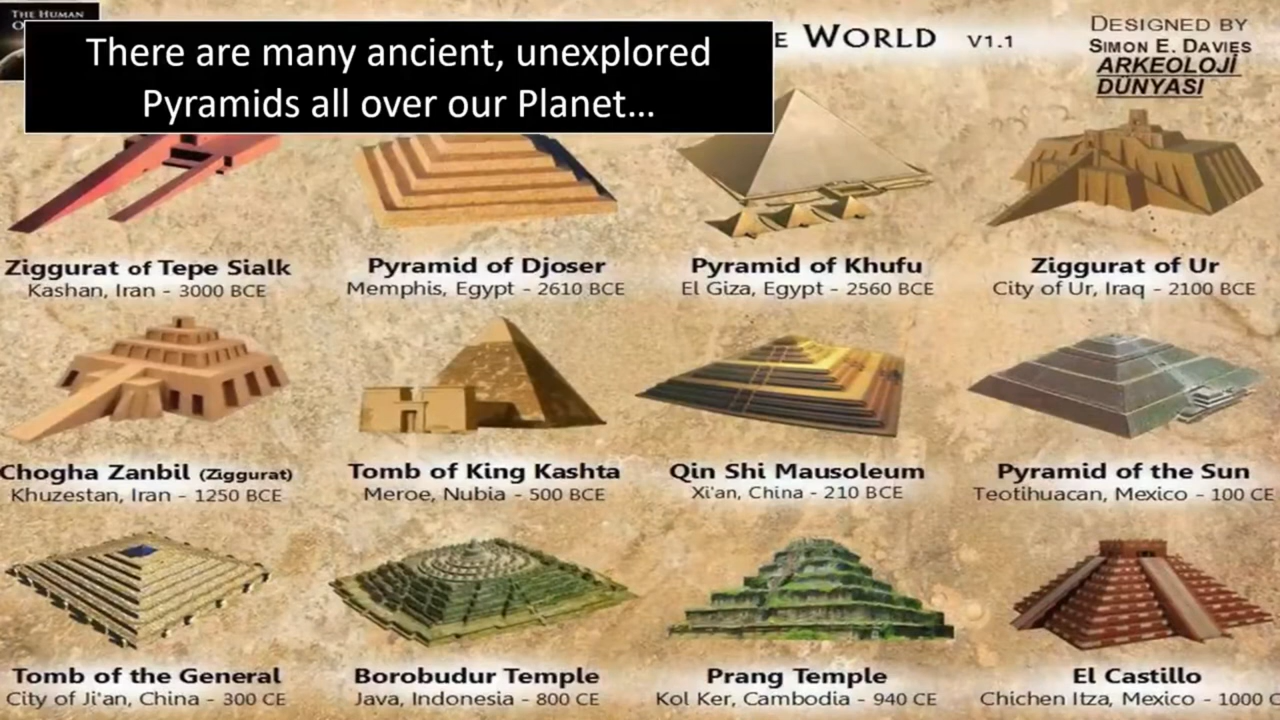 THE HUMAN
There are many ancient, unexplored
Pyramids all over our Planet...
E WORLD V1.1
DESIGNED BY
SIMON E. DAVIES
ARKEOLOJİ
DÜNYASI
Ziggurat of Tepe Sialk
Kashan, Iran - 3000 BCE
Pyramid of Djoser
Memphis, Egypt - 2610 BCE
Pyramid of Khufu
El Giza, Egypt - 2560 BCE
Ziggurat of Ur
City of Ur, Iraq - 2100 BCE
Chogha Zanbil (Ziggurat)
Khuzestan, Iran - 1250 BCE
Tomb of King Kashta
Meroe, Nubia - 500 BCE
Qin Shi Mausoleum
Xi'an, China - 210 BCE
Pyramid of the Sun
Teotihuacan, Mexico - 100 CE
Tomb of the General
City of Ji'an, China - 300 CE
Borobudur Temple
Java, Indonesia - 800 CE
Prang Temple
Kol Ker, Cambodia - 940 CE
El Castillo
Chichen Itza, Mexico - 1000 C